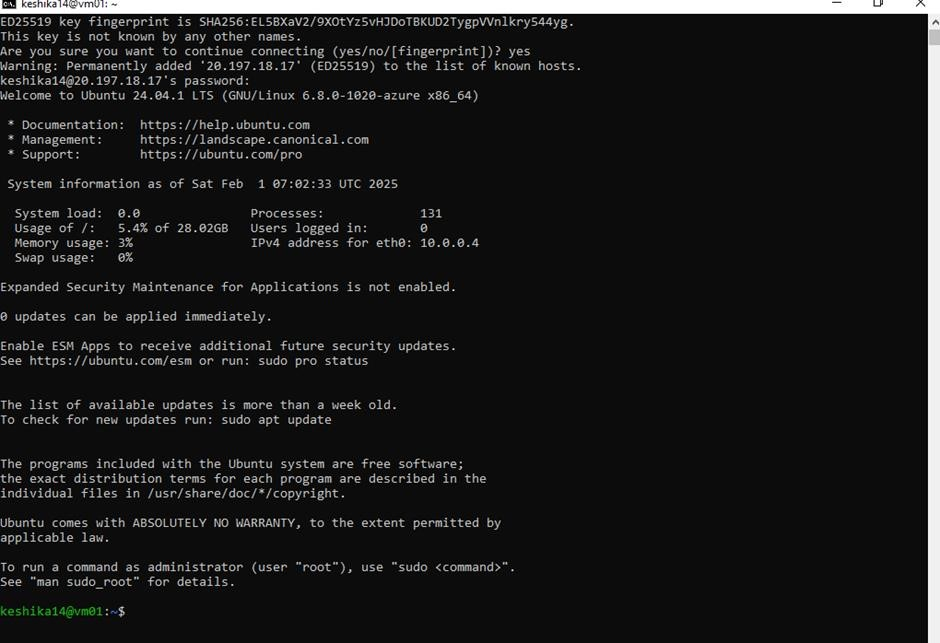 keshika14@vm01: ~
ED25519 key fingerprint is SHA256:EL5BXaV2/9XOtYz5vHJDoTBKUD2TygpVVnlkry544yg.
This key is not known by any other names.
Are you sure you want to continue connecting (yes/no/[fingerprint])? yes
Warning: Permanently added '20.197.18.17' (ED25519) to the list of known hosts.
keshika14@20.197.18.17's password:
Welcome to Ubuntu 24.04.1 LTS (GNU/Linux 6.8.0-1020-azure x86_64)

 * Documentation:  https://help.ubuntu.com
 * Management:     https://landscape.canonical.com
 * Support:        https://ubuntu.com/pro

 System information as of Sat Feb  1 07:02:33 UTC 2025

  System load:  0.0                Processes:             131
  Usage of /:   5.4% of 28.02GB   Users logged in:       0
  Memory usage: 3%                 IPv4 address for eth0: 10.0.0.4
  Swap usage:   0%

Expanded Security Maintenance for Applications is not enabled.

0 updates can be applied immediately.

Enable ESM Apps to receive additional future security updates.
See https://ubuntu.com/esm or run: sudo pro status

The list of available updates is more than a week old.
To check for new updates run: sudo apt update

The programs included with the Ubuntu system are free software;
the exact distribution terms for each program are described in the
individual files in /usr/share/doc/*/copyright.

Ubuntu comes with ABSOLUTELY NO WARRANTY, to the extent permitted by
applicable law.

To run a command as administrator (user "root"), use "sudo <command>".
See "man sudo_root" for details.

keshika14@vm01:~$